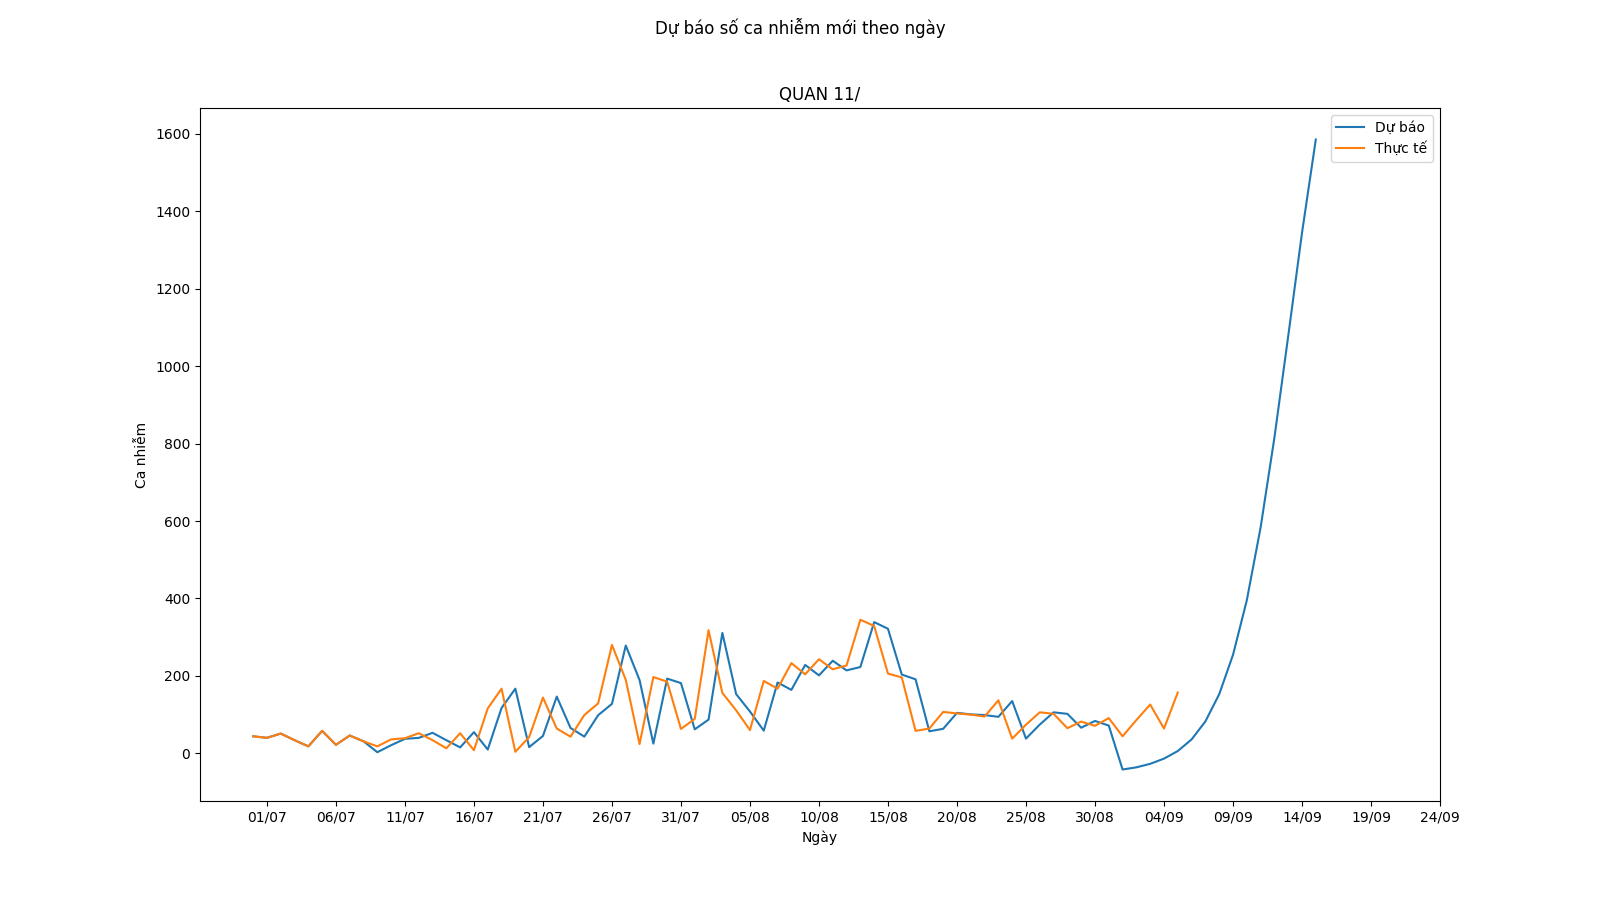 Dự báo số ca nhiễm mới theo ngày
QUAN 11/
Dự báo
Thực tế
1600
1400
1200
1000
800
600
400
200
0
Ca nhiễm
01/07 06/07 11/07 16/07 21/07 26/07 31/07 05/08 10/08 15/08 20/08 25/08 30/08 04/09 09/09 14/09 19/09 24/09
Ngày